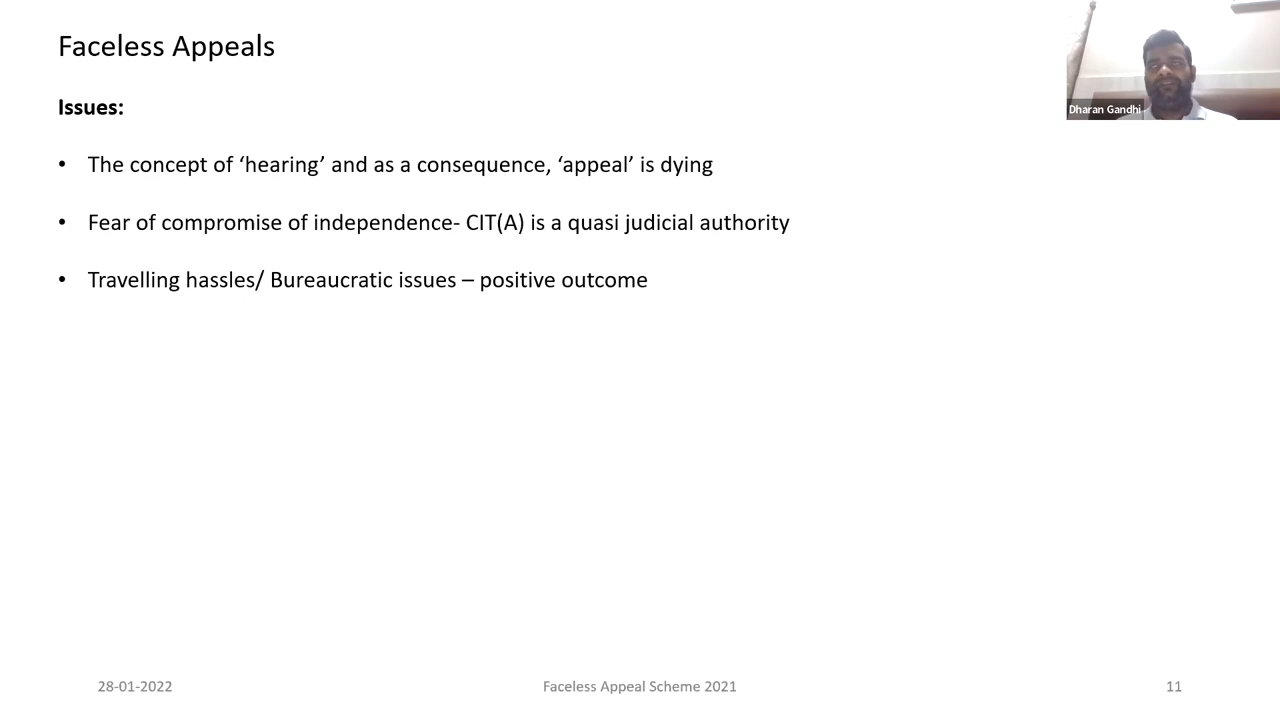 Faceless Appeals
Dharan Gandhi
Issues:
• The concept of ‘hearing’ and as a consequence, ‘appeal’ is dying
• Fear of compromise of independence- CIT(A) is a quasi judicial authority
• Travelling hassles/ Bureaucratic issues – positive outcome
28-01-2022
Faceless Appeal Scheme 2021
11